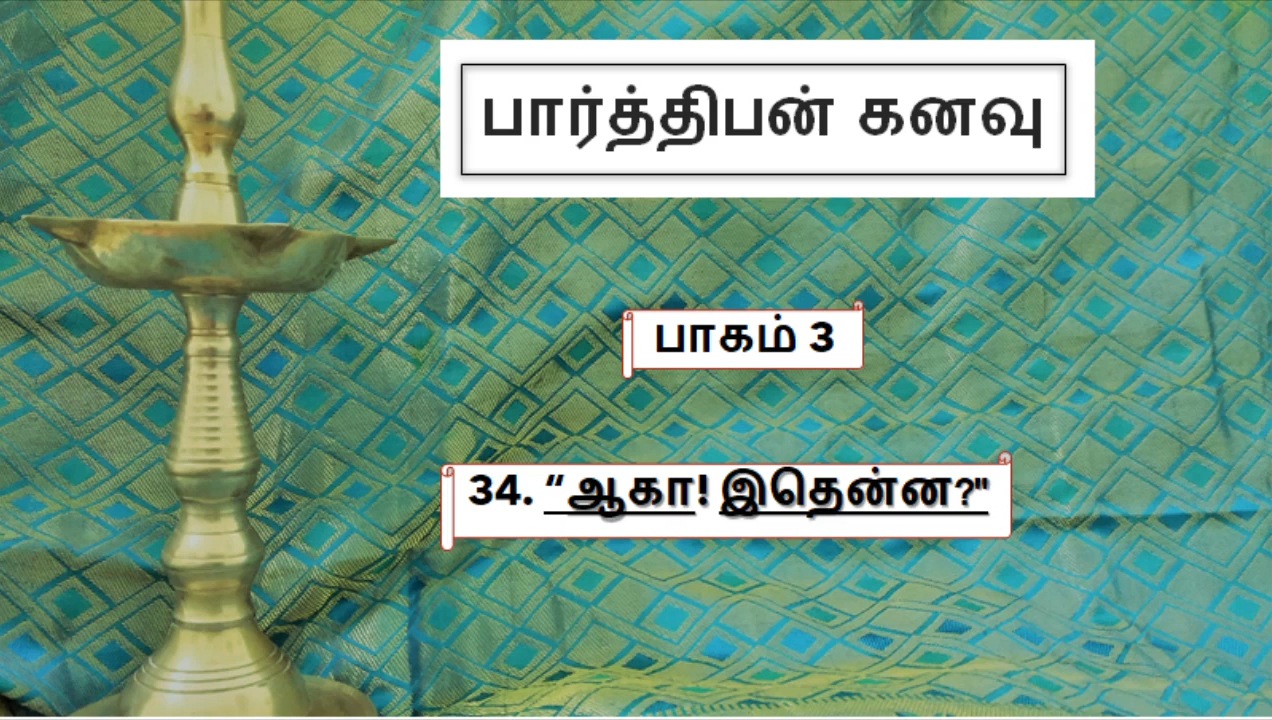 பார்த்திபன் கனவு
பாகம் 3
34. “ஆகா! இதென்ன?"